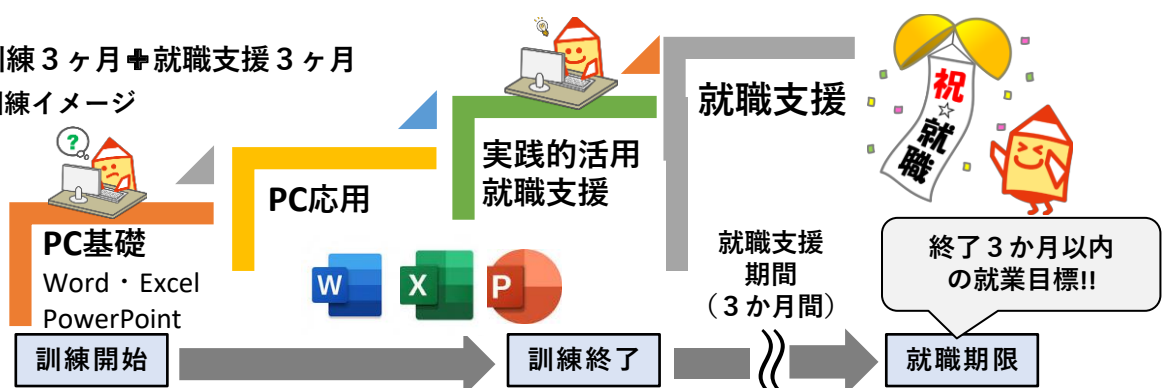 練３ヶ月✚就職支援３ヶ月
練イメージ
?
PC基礎
Word・Excel
PowerPoint
PC応用
W
X
P
実践的活用
就職支援
就職支援
祝☆就職
就職支援
期間
（３か月間）
終了３か月以内
の就業目標!!
訓練開始
訓練終了
就職期限